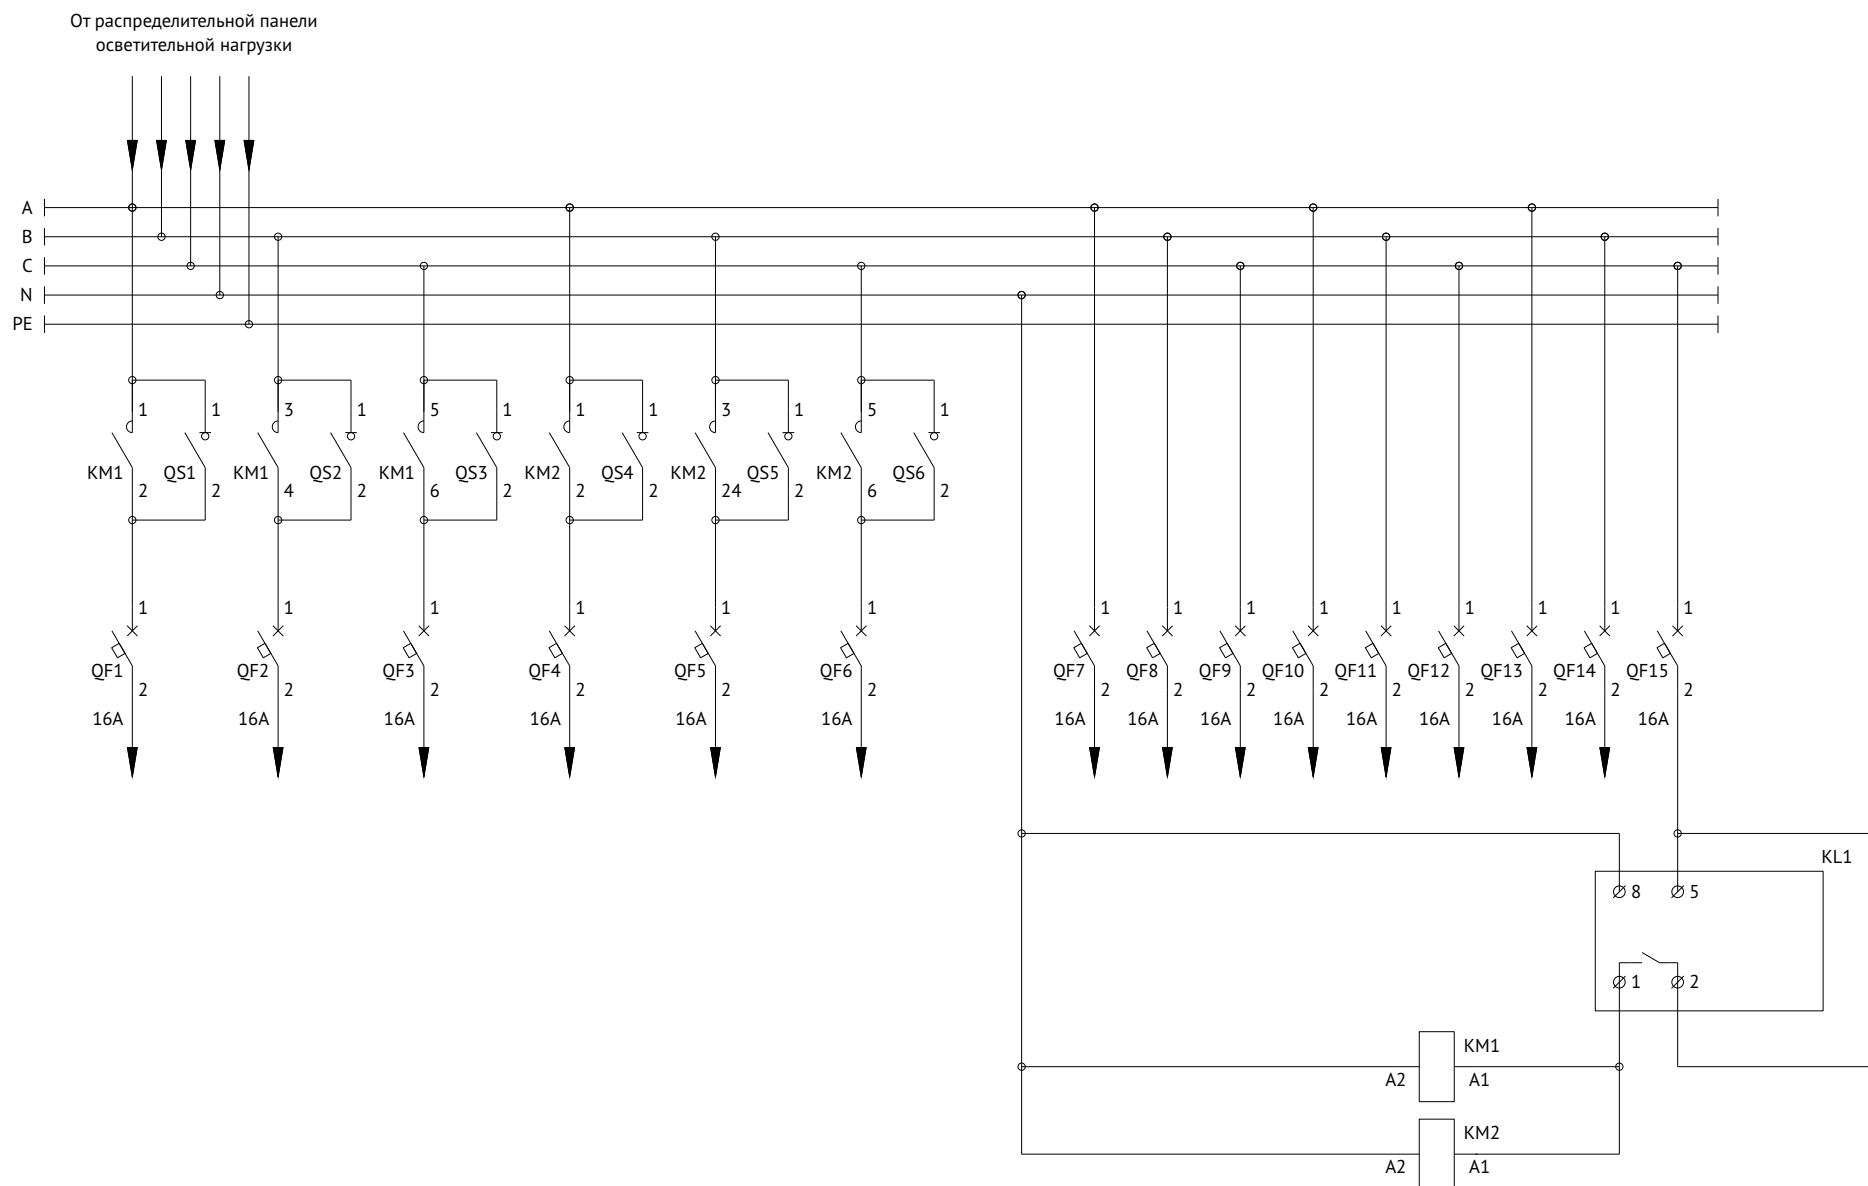 От распределительной панели
осветительной нагрузки
A
B
C
N
PE
1 1 3 1 5 1 1 1 3 1 5 1
KM1 QS1 KM1 QS2 KM1 QS3 KM2 QS4 KM2 QS5 KM2 QS6
2 2 4 2 6 2 2 2 24 2 6 2
1 1 1 1 1 1 1 1 1 1 1 1 1 1 1
QF1 QF2 QF3 QF4 QF5 QF6 QF7 QF8 QF9 QF10 QF11 QF12 QF13 QF14 QF15
2 2 2 2 2 2 2 2 2 2 2 2 2 2 2
16A 16A 16A 16A 16A 16A 16A 16A 16A 16A 16A 16A 16A 16A 16A
KL1
8 5
1 2
KM1
A2 A1
KM2
A2 A1